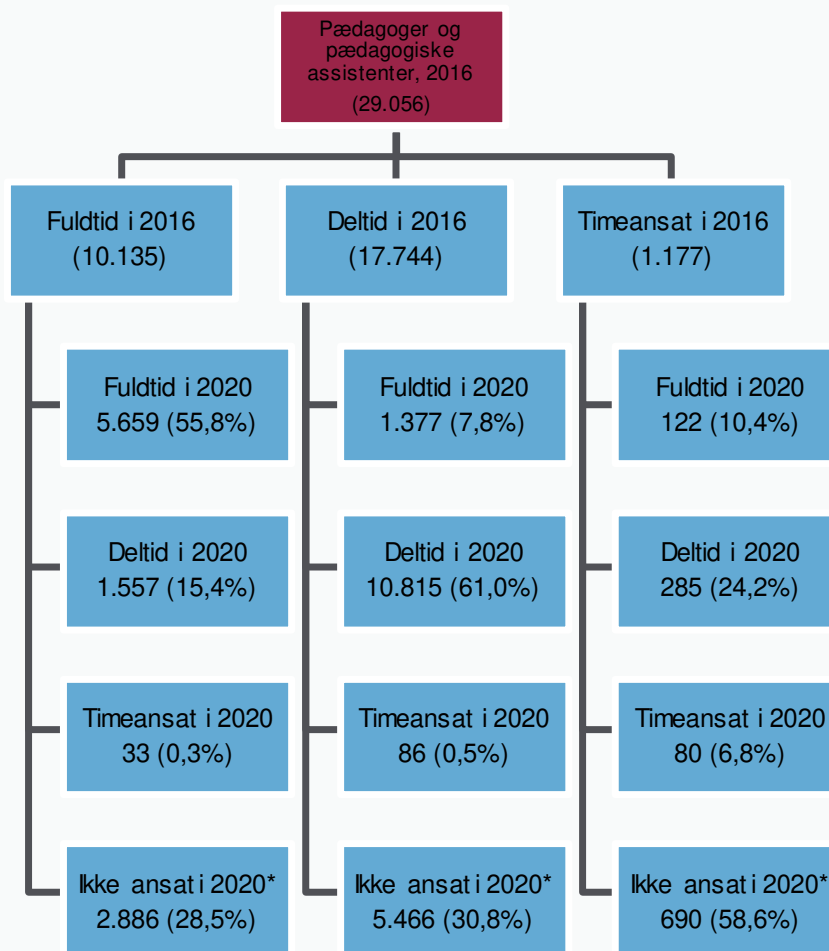 Pædagoger og
pædagogiske
assistenter, 2016
(29.056)
Fuldtid i 2016
(10.135)
Fuldtid i 2020
5.659 (55,8%)
Deltid i 2020
1.557 (15,4%)
Timeansat i 2020
33 (0,3%)
Ikke ansat i 2020*
2.886 (28,5%)
Deltid i 2016
(17.744)
Fuldtid i 2020
1.377 (7,8%)
Deltid i 2020
10.815 (61,0%)
Timeansat i 2020
86 (0,5%)
Ikke ansat i 2020*
5.466 (30,8%)
Timeansat i 2016
(1.177)
Fuldtid i 2020
122 (10,4%)
Deltid i 2020
285 (24,2%)
Timeansat i 2020
80 (6,8%)
Ikke ansat i 2020*
690 (58,6%)